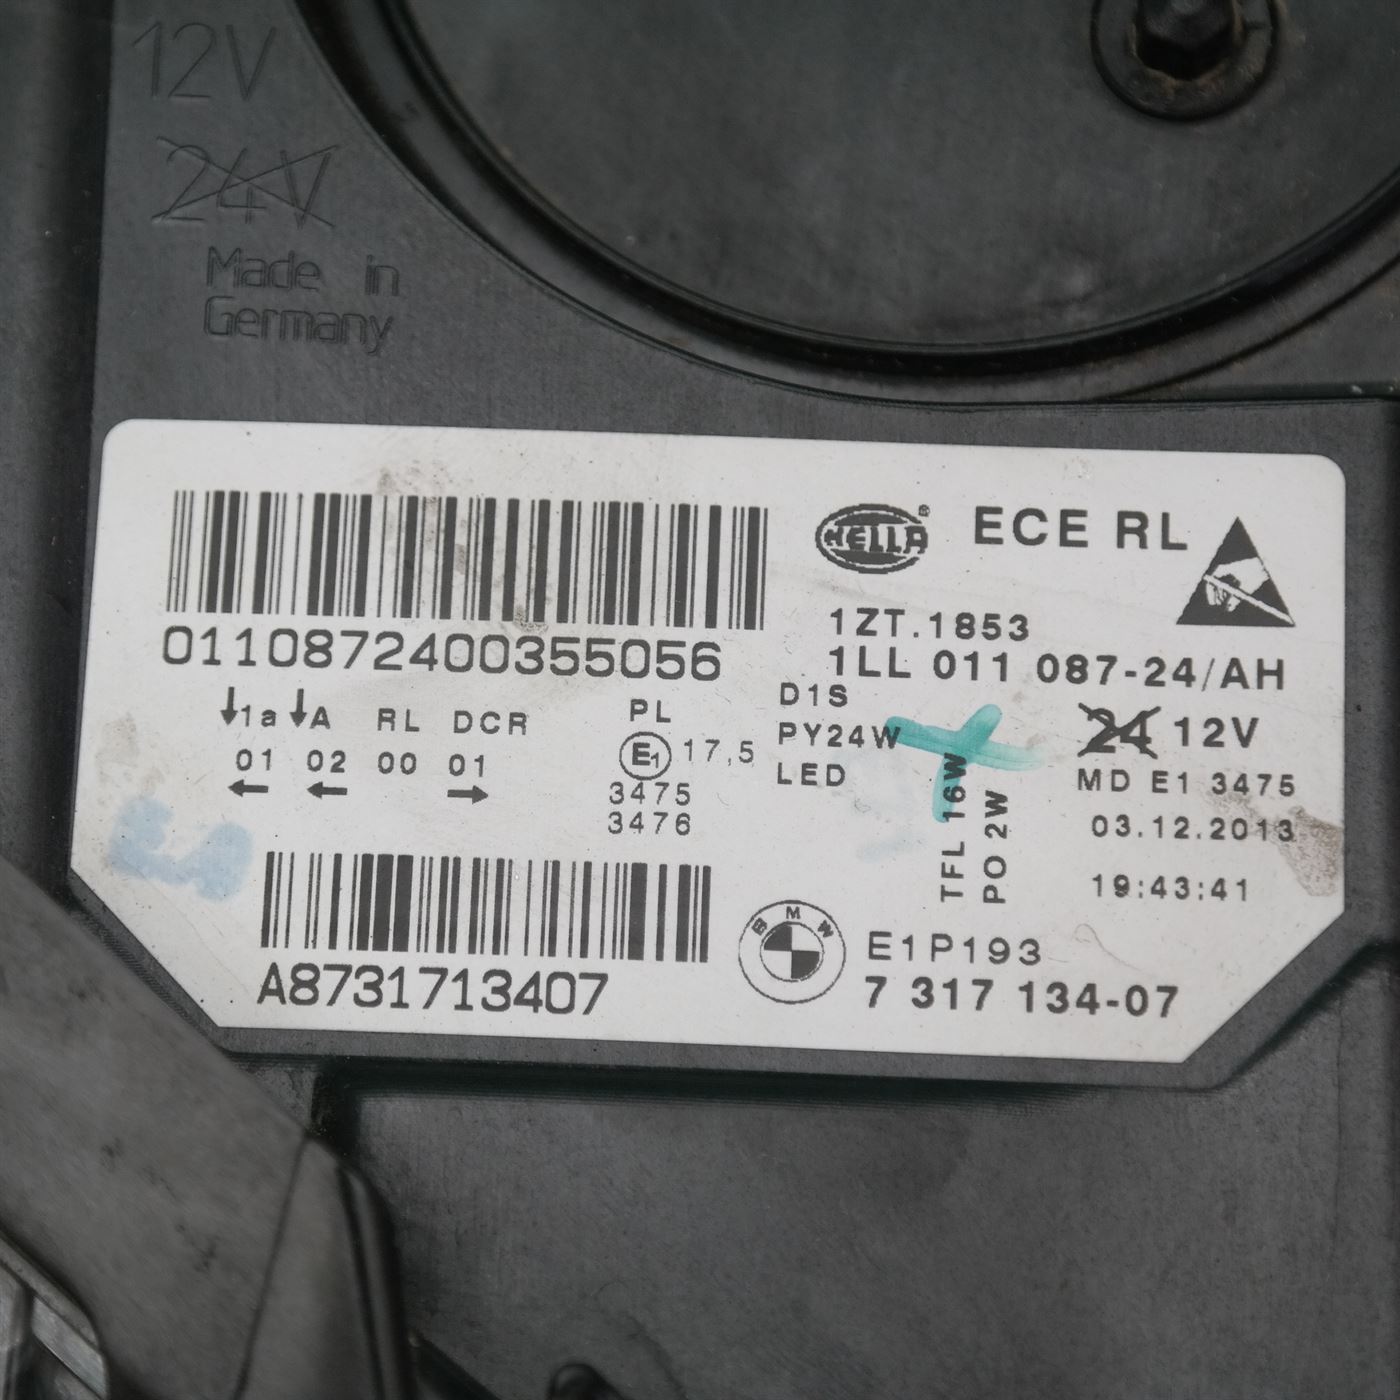 12V
24V
Made in
Germany
HELLA®
ECE RL
0110872400355056
1ZT.1853
1LL 011 087-24/AH
↓1a ↓A RL DCR
01 02 00 01
← ← →
PL
E1 17,5
3475
3476
D1S
PY24W
LED
TFL 16W
PO 2W
24 12V
MD E1 3475
03.12.2013
19:43:41
A8731713407
BMW
E1P193
7 317 134-07